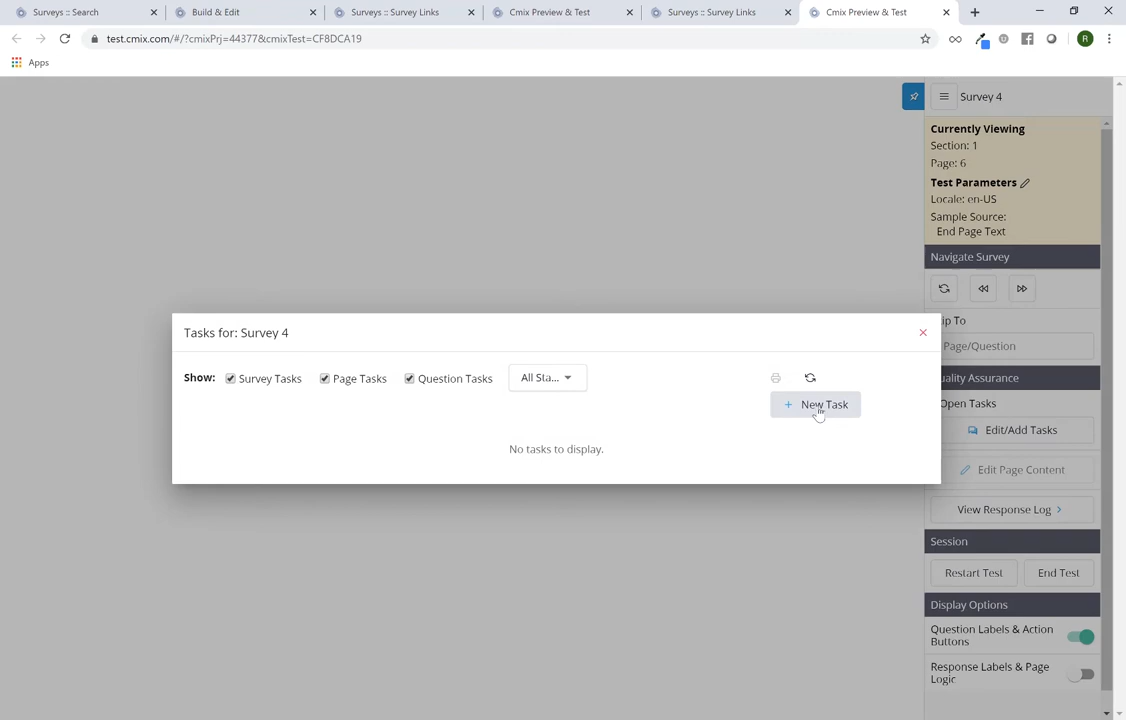 Surveys :: Search
Build & Edit
Surveys :: Survey Links
Cmix Preview & Test
Surveys :: Survey Links
Cmix Preview & Test
test.cmix.com/#/?cmixPrj=44377&cmixTest=CF8DCA19
R
Apps
Survey 4
Currently Viewing
Section: 1
Page: 6
Test Parameters
Locale: en-US
Sample Source:
End Page Text
Navigate Survey
ip To
Page/Question
uality Assurance
Open Tasks
Edit/Add Tasks
Edit Page Content
View Response Log
Session
Restart Test
End Test
Display Options
Question Labels & Action
Buttons
Response Labels & Page
Logic
Tasks for: Survey 4
Show:
Survey Tasks
Page Tasks
Question Tasks
All Sta...
+ New Task
No tasks to display.